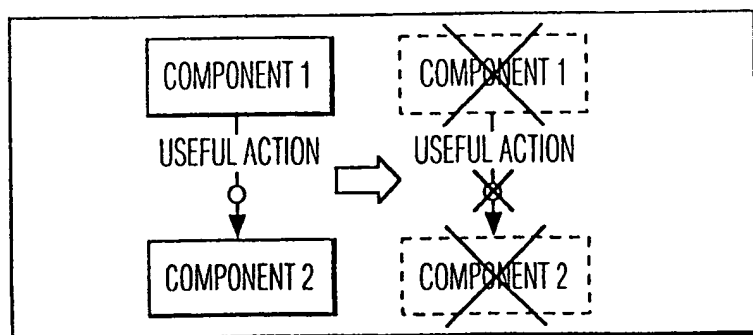 COMPONENT 1 COMPONENT 1
USEFUL ACTION USEFUL ACTION
COMPONENT 2 COMPONENT 2